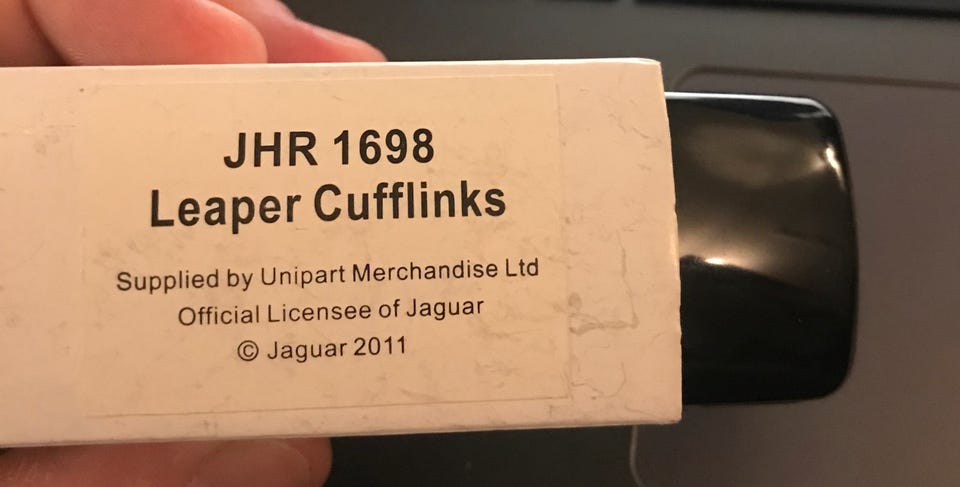 JHR 1698
Leaper Cufflinks
Supplied by Unipart Merchandise Ltd
Official Licensee of Jaguar
© Jaguar 2011